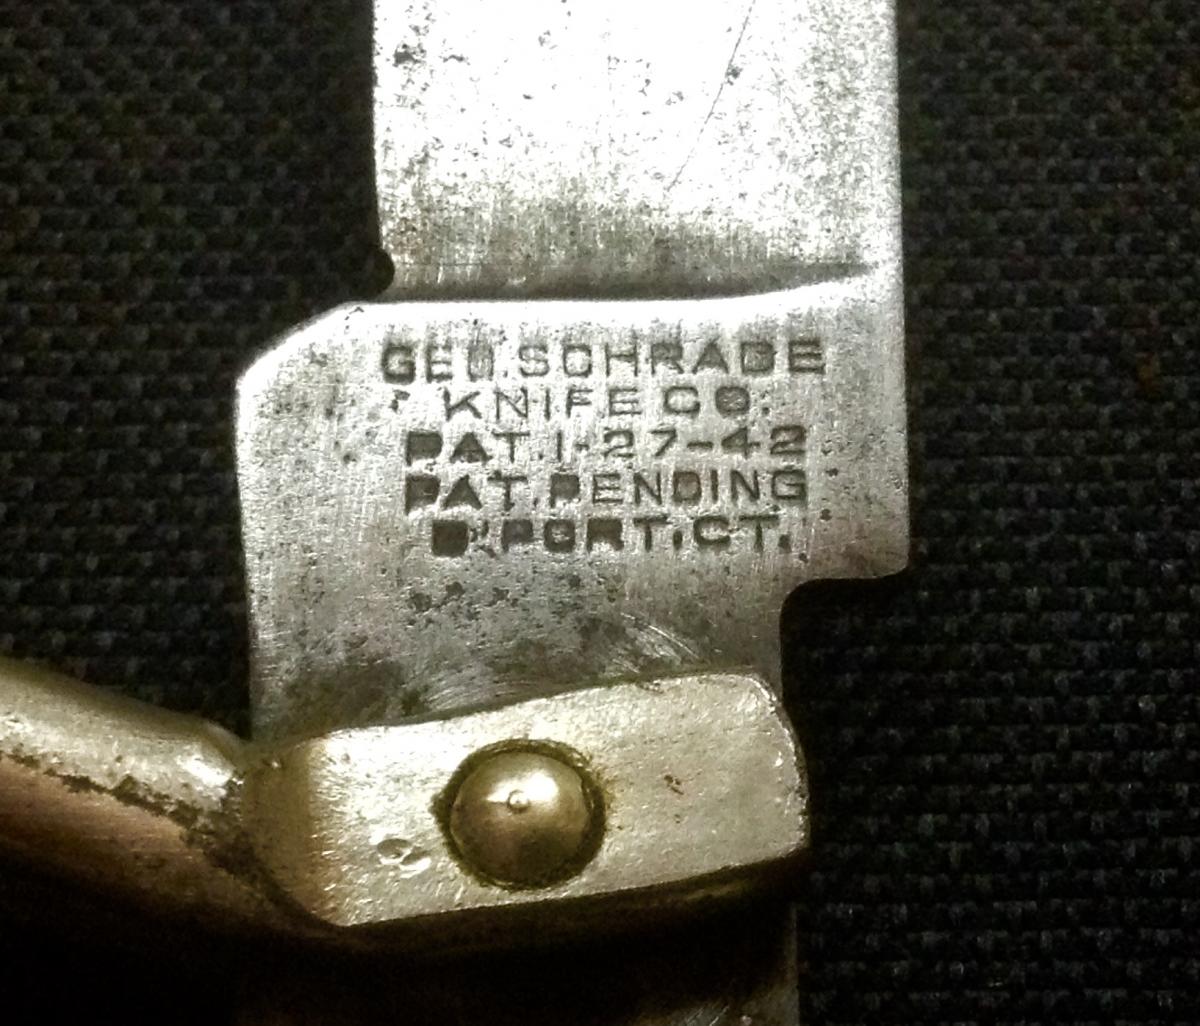 GEO. SCHRADE
KNIFE CO.
PAT. 1-27-42
PAT. PENDING
B'PORT. CT.